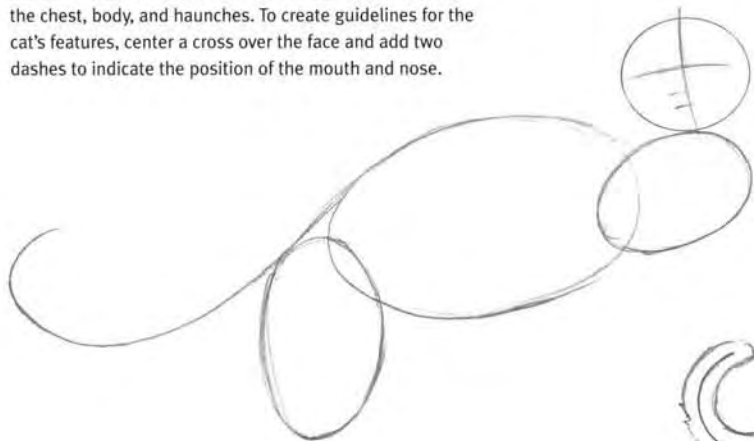 the chest, body, and haunches. To create guidelines for the
cat's features, center a cross over the face and add two
dashes to indicate the position of the mouth and nose.